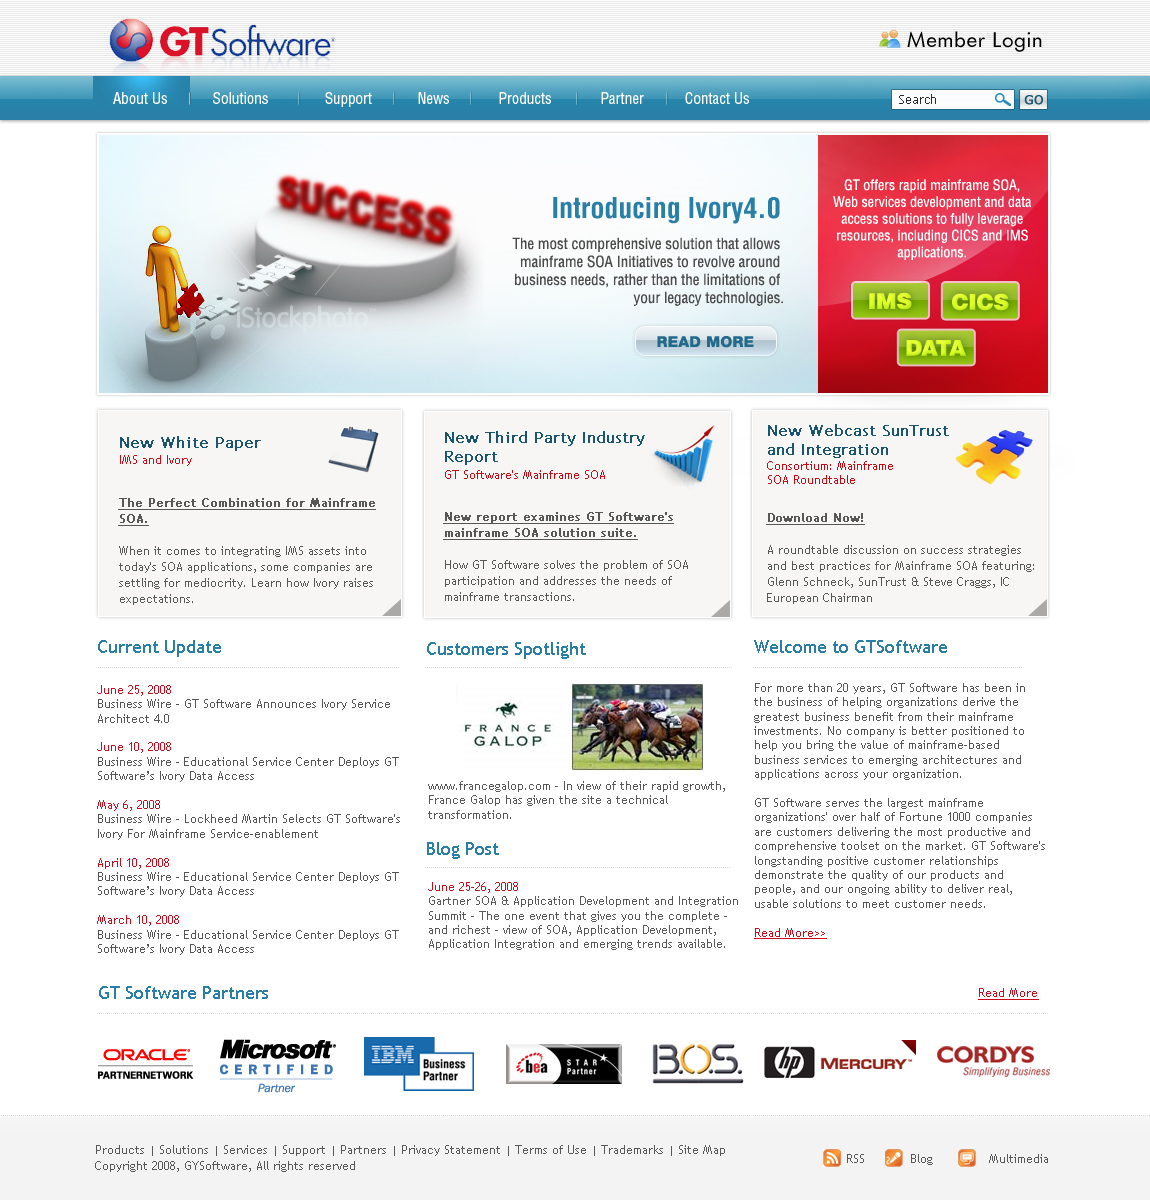 GTSoftware
Member Login
About Us
Solutions
Support
News
Products
Partner
Contact Us
Search
GO
SUCCESS
iStockphoto
Introducing Ivory4.0
The most comprehensive solution that allows
mainframe SOA Initiatives to revolve around
business needs, rather than the limitations of
your legacy technologies.
READ MORE
GT offers rapid mainframe SOA,
Web services development and data
access solutions to fully leverage
resources, including CICS and IMS
applications.
IMS
CICS
DATA
New White Paper
IMS and Ivory
The Perfect Combination for Mainframe
SOA.
When it comes to integrating IMS assets into
today's SOA applications, some companies are
settling for mediocrity. Learn how Ivory raises
expectations.
New Third Party Industry
Report
GT Software's Mainframe SOA
New report examines GT Software's
mainframe SOA solution suite.
How GT Software solves the problem of SOA
participation and addresses the needs of
mainframe transactions.
New Webcast SunTrust
and Integration
Consortium: Mainframe
SOA Roundtable
Download Now!
A roundtable discussion on success strategies
and best practices for Mainframe SOA featuring:
Glenn Schneck, SunTrust & Steve Craggs, IC
European Chairman
Current Update
June 25, 2008
Business Wire - GT Software Announces Ivory Service
Architect 4.0
June 10, 2008
Business Wire - Educational Service Center Deploys GT
Software's Ivory Data Access
May 6, 2008
Business Wire - Lockheed Martin Selects GT Software's
Ivory For Mainframe Service-enablement
April 10, 2008
Business Wire - Educational Service Center Deploys GT
Software's Ivory Data Access
March 10, 2008
Business Wire - Educational Service Center Deploys GT
Software's Ivory Data Access
Customers Spotlight
FRANCE
GALOP
www.francegalop.com - In view of their rapid growth,
France Galop has given the site a technical
transformation.
Blog Post
June 25-26, 2008
Gartner SOA & Application Development and Integration
Summit - The one event that gives you the complete -
and richest - view of SOA, Application Development,
Application Integration and emerging trends available.
Welcome to GTSoftware
For more than 20 years, GT Software has been in
the business of helping organizations derive the
greatest business benefit from their mainframe
investments. No company is better positioned to
help you bring the value of mainframe-based
business services to emerging architectures and
applications across your organization.
GT Software serves the largest mainframe
organizations' over half of Fortune 1000 companies
are customers delivering the most productive and
comprehensive toolset on the market. GT Software's
longstanding positive customer relationships
demonstrate the quality of our products and
people, and our ongoing ability to deliver real,
usable solutions to meet customer needs.
Read More>>
GT Software Partners
Read More
ORACLE
PARTNERNETWORK
Microsoft
CERTIFIED
Partner
IBM
Business
Partner
bea
STAR
Partner
B.O.S.
hp
MERCURY
CORDYS
Simplifying Business
Products | Solutions | Services | Support | Partners | Privacy Statement | Terms of Use | Trademarks | Site Map
Copyright 2008, GYSoftware, All rights reserved
RSS
Blog
Multimedia